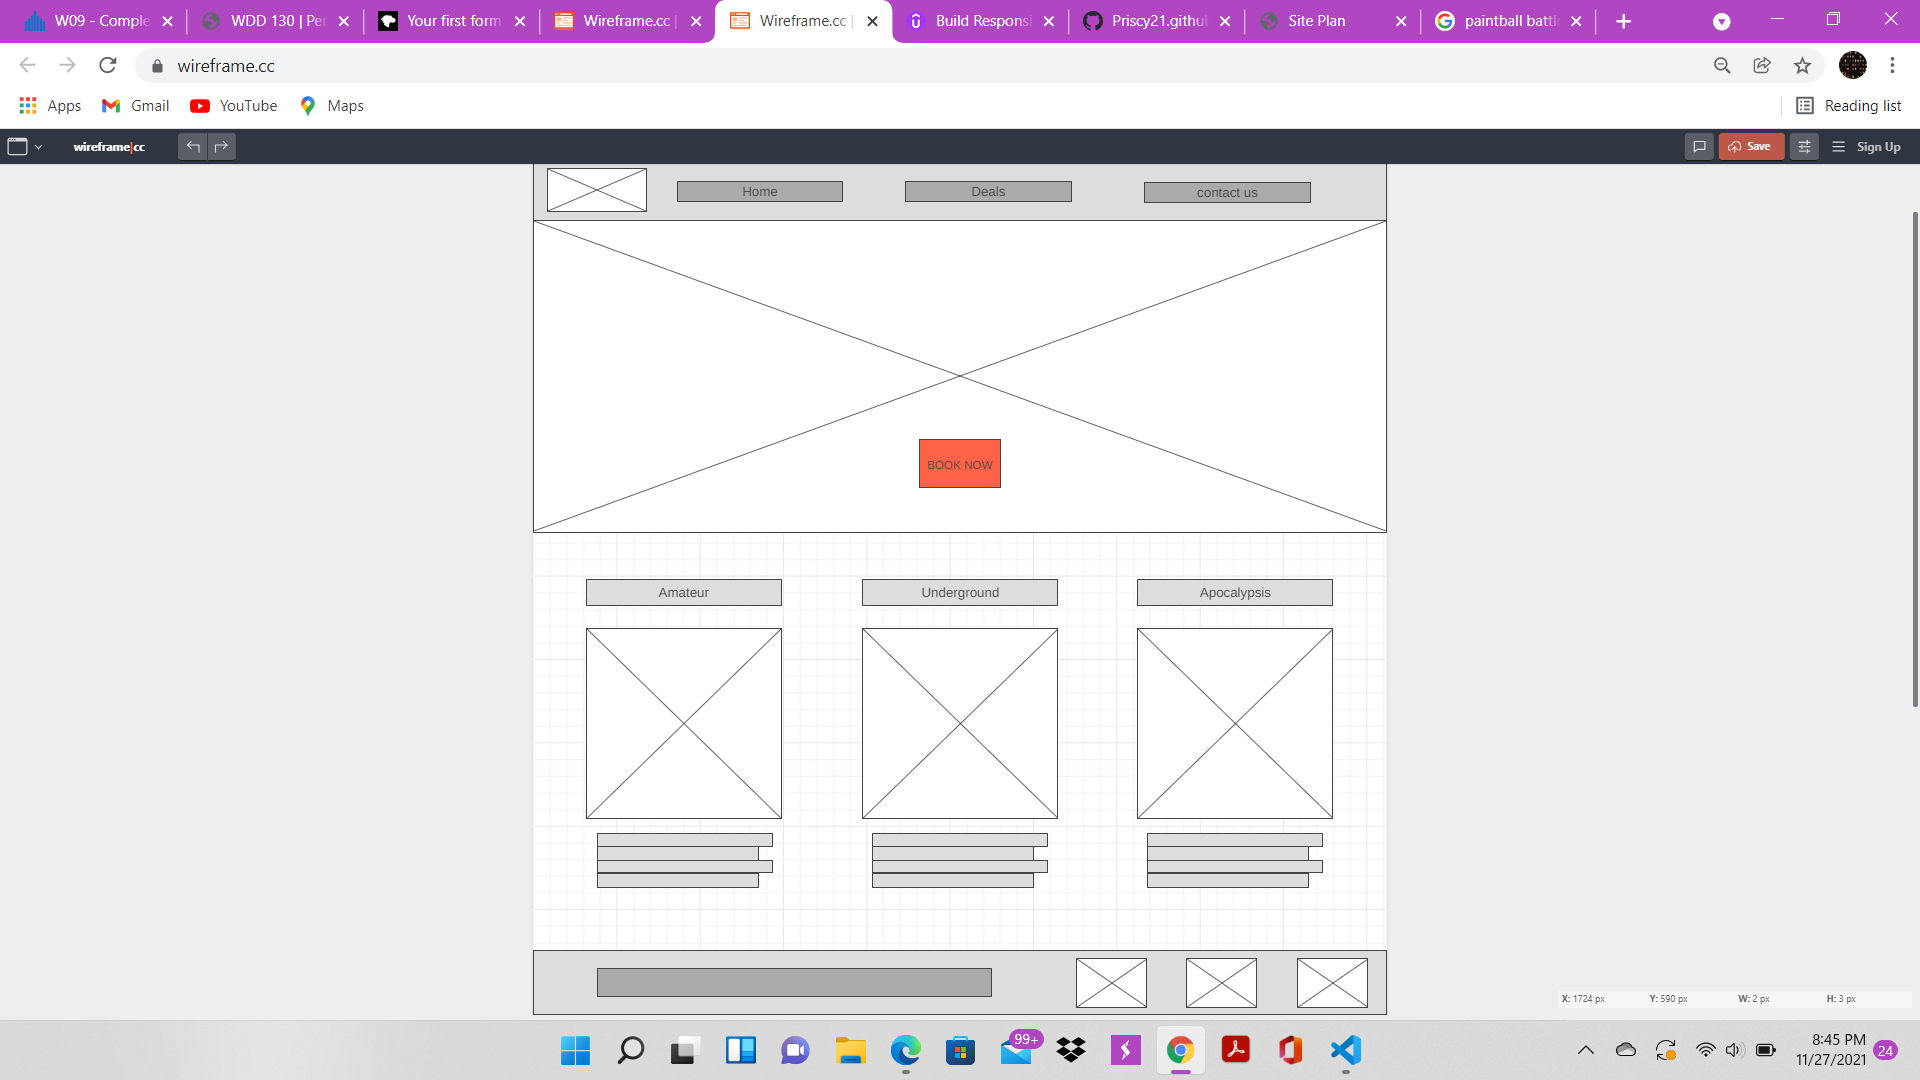 W09 - Comple
WDD 130 | Per
Your first form
Wireframe.cc |
Wireframe.cc |
Build Responsi
Priscy21.githu
Site Plan
paintball battl
wireframe.cc
Apps
Gmail
YouTube
Maps
Reading list
wireframe|cc
Save
Sign Up
Home
Deals
contact us
BOOK NOW
Amateur
Underground
Apocalypsis
X: 1724 px
Y: 590 px
W: 2 px
H: 3 px
99+
8:45 PM
11/27/2021
24